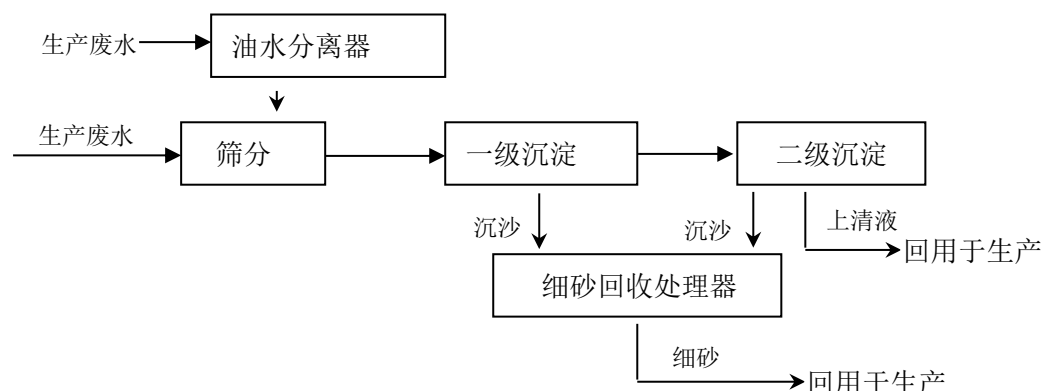 生产废水
油水分离器
生产废水
筛分
一级沉淀
二级沉淀
沉沙
沉沙
上清液
回用于生产
细砂回收处理器
细砂
回用于生产